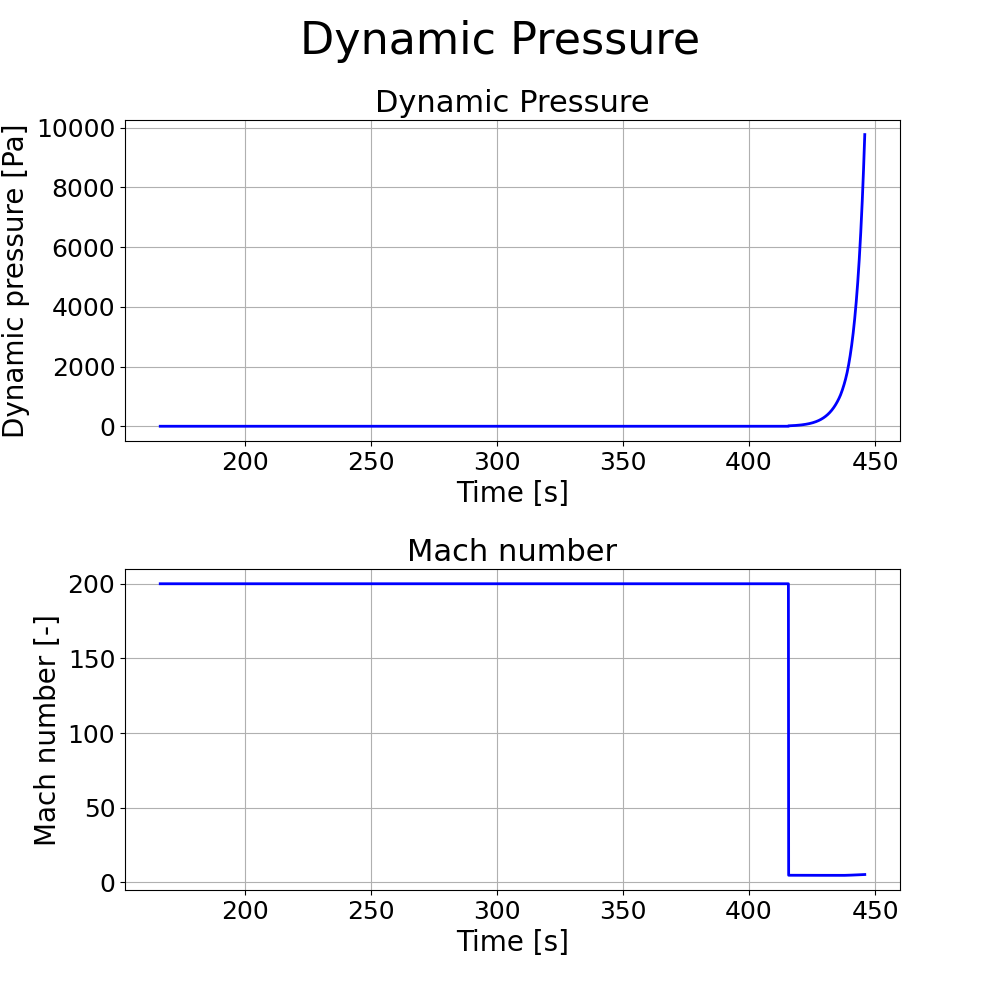 Dynamic Pressure
Dynamic Pressure
Dynamic pressure [Pa]
10000
8000
6000
4000
2000
0
200 250 300 350 400 450
Time [s]
Mach number
Mach number [-]
200
150
100
50
0
200 250 300 350 400 450
Time [s]